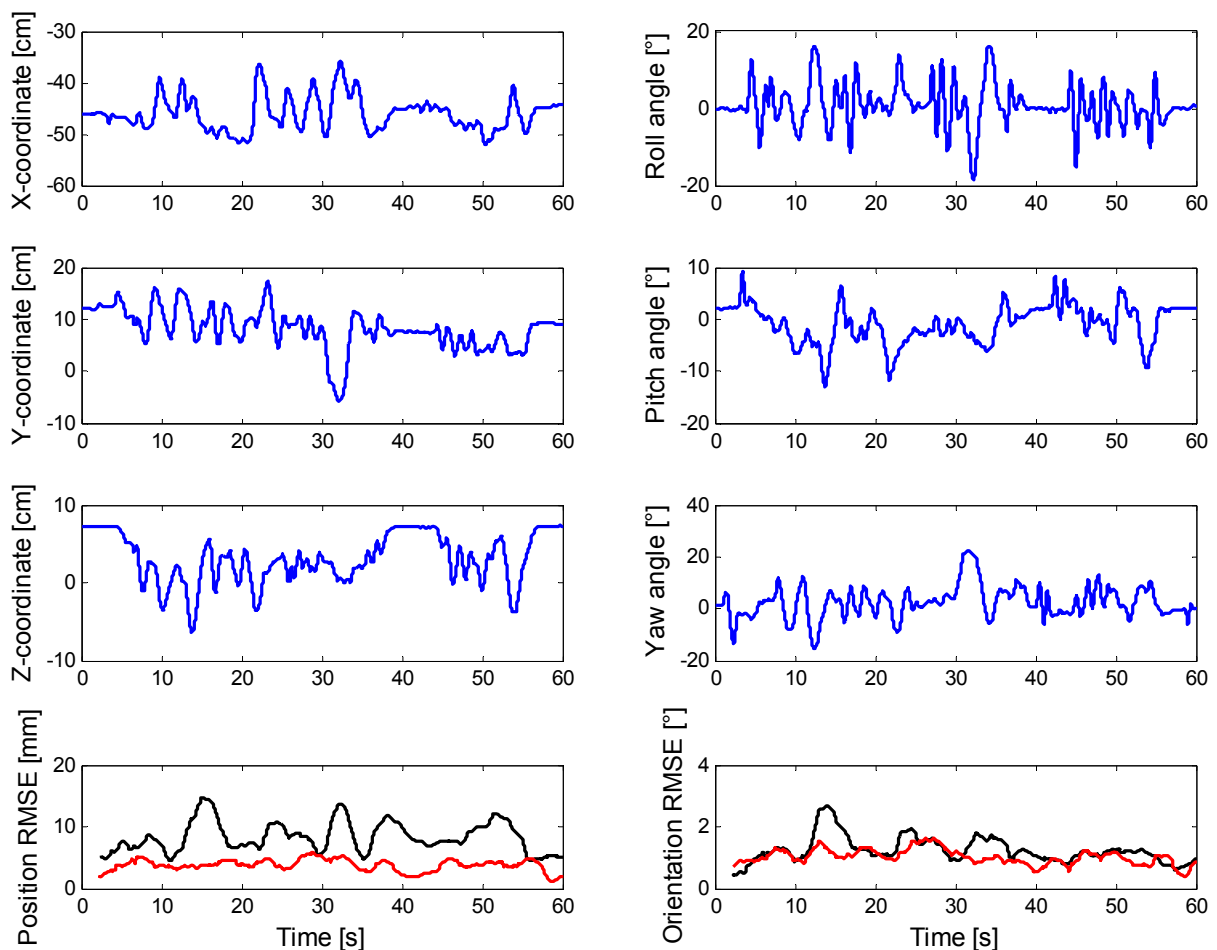 X-coordinate [cm]
-30
-40
-50
-60
0 10 20 30 40 50 60
Roll angle [°]
20
0
-20
0 10 20 30 40 50 60
Y-coordinate [cm]
20
10
0
-10
0 10 20 30 40 50 60
Pitch angle [°]
10
0
-10
-20
0 10 20 30 40 50 60
Z-coordinate [cm]
10
0
-10
0 10 20 30 40 50 60
Yaw angle [°]
40
20
0
-20
0 10 20 30 40 50 60
Position RMSE [mm]
20
10
0
0 10 20 30 40 50 60
Time [s]
Orientation RMSE [°]
4
2
0
0 10 20 30 40 50 60
Time [s]